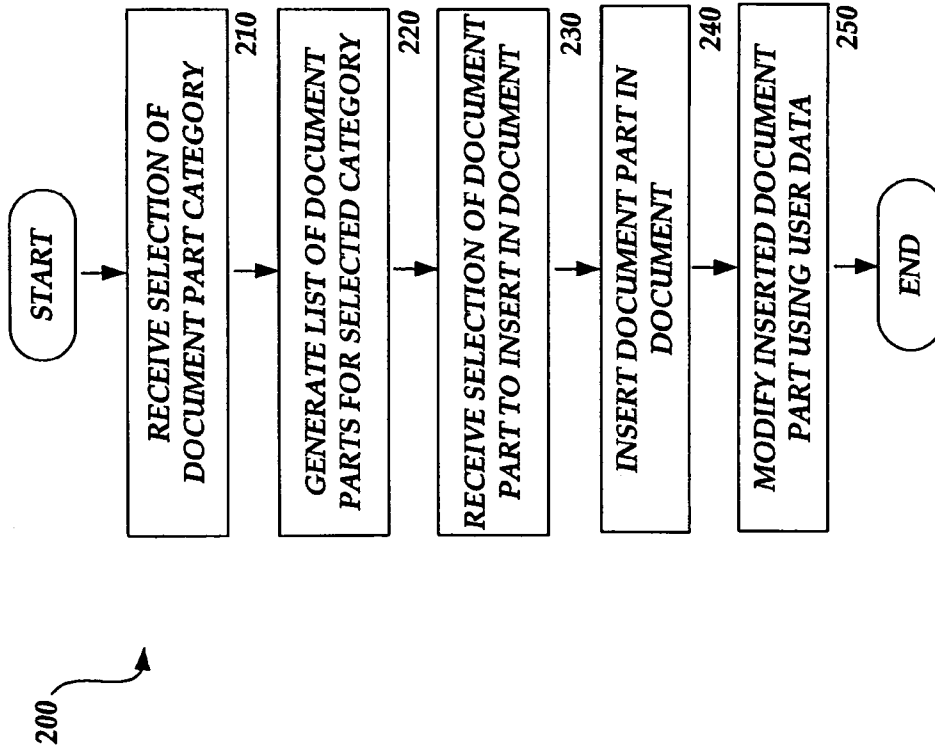 200
START
RECEIVE SELECTION OF
DOCUMENT PART CATEGORY
210
GENERATE LIST OF DOCUMENT
PARTS FOR SELECTED CATEGORY
220
RECEIVE SELECTION OF DOCUMENT
PART TO INSERT IN DOCUMENT
230
INSERT DOCUMENT PART IN
DOCUMENT
240
MODIFY INSERTED DOCUMENT
PART USING USER DATA
250
END